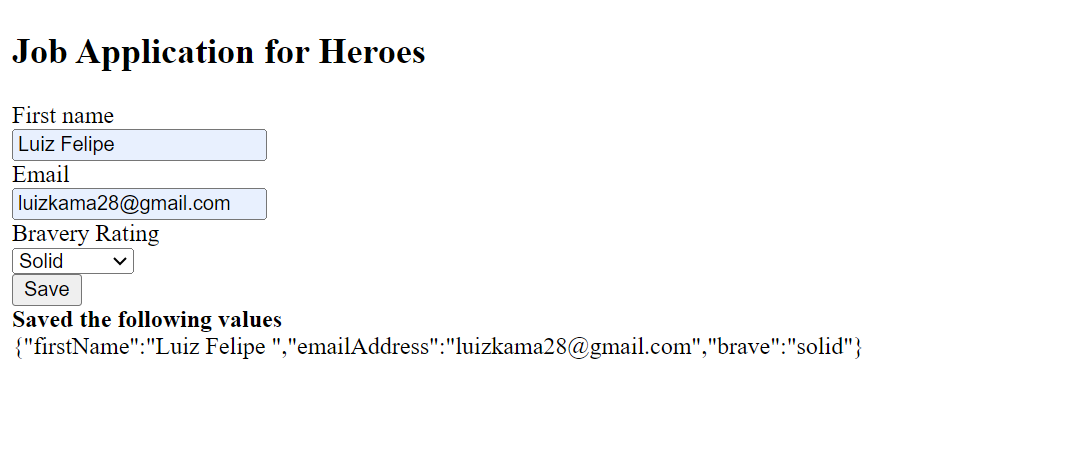 Job Application for Heroes
First name
Luiz Felipe
Email
luizkama28@gmail.com
Bravery Rating
Solid
Save
Saved the following values
{"firstName":"Luiz Felipe ","emailAddress":"luizkama28@gmail.com","brave":"solid"}